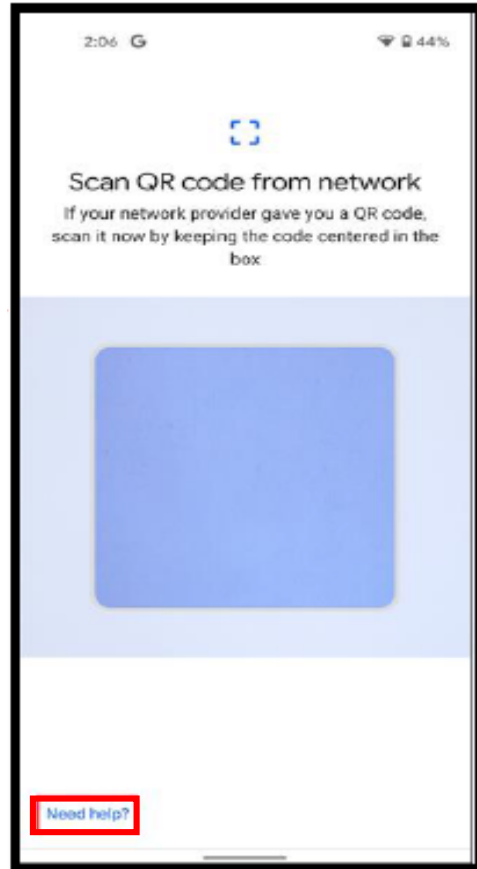 2:06 G 44%
Scan QR code from network
If your network provider gave you a QR code,
scan it now by keeping the code centered in the
box
Need help?